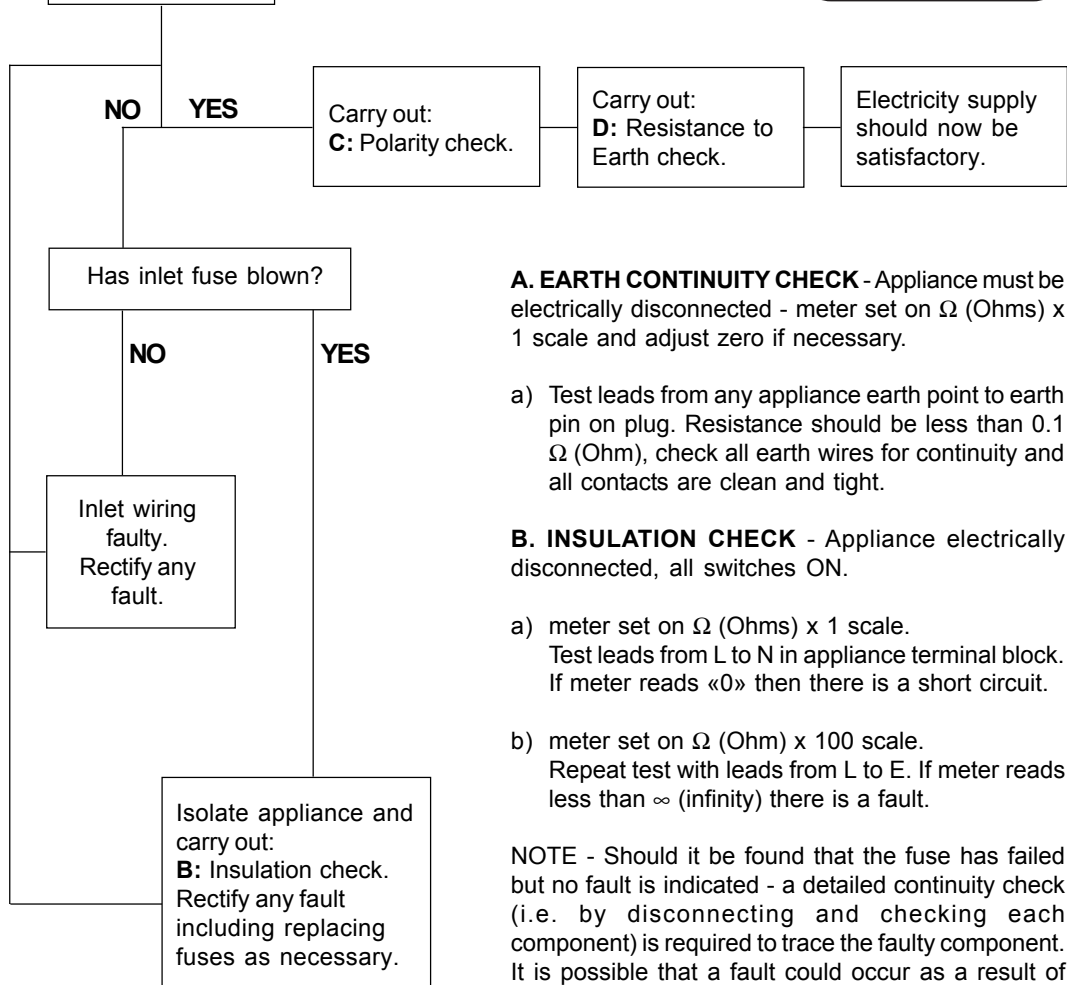 NO YES
Carry out:
C: Polarity check.
Carry out:
D: Resistance to
Earth check.
Electricity supply
should now be
satisfactory.
Has inlet fuse blown?
NO YES
Inlet wiring
faulty.
Rectify any
fault.
Isolate appliance and
carry out:
B: Insulation check.
Rectify any fault
including replacing
fuses as necessary.
A. EARTH CONTINUITY CHECK - Appliance must be
electrically disconnected - meter set on Ω (Ohms) x
1 scale and adjust zero if necessary.
a) Test leads from any appliance earth point to earth
pin on plug. Resistance should be less than 0.1
Ω (Ohm), check all earth wires for continuity and
all contacts are clean and tight.
B. INSULATION CHECK - Appliance electrically
disconnected, all switches ON.
a) meter set on Ω (Ohms) x 1 scale.
Test leads from L to N in appliance terminal block.
If meter reads «0» then there is a short circuit.
b) meter set on Ω (Ohm) x 100 scale.
Repeat test with leads from L to E. If meter reads
less than ∞ (infinity) there is a fault.
NOTE - Should it be found that the fuse has failed
but no fault is indicated - a detailed continuity check
(i.e. by disconnecting and checking each
component) is required to trace the faulty component.
It is possible that a fault could occur as a result of